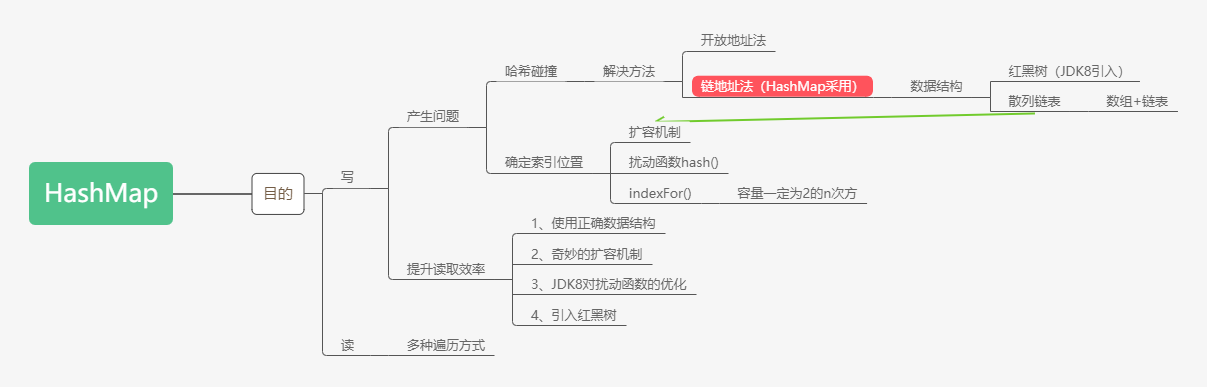 HashMap
目的
写
产生问题
哈希碰撞
解决方法
开放地址法
链地址法（HashMap采用）
数据结构
红黑树（JDK8引入）
散列链表
数组+链表
确定索引位置
扩容机制
扰动函数hash()
indexFor()
容量一定为2的n次方
提升读取效率
1、使用正确数据结构
2、奇妙的扩容机制
3、JDK8对扰动函数的优化
4、引入红黑树
读
多种遍历方式